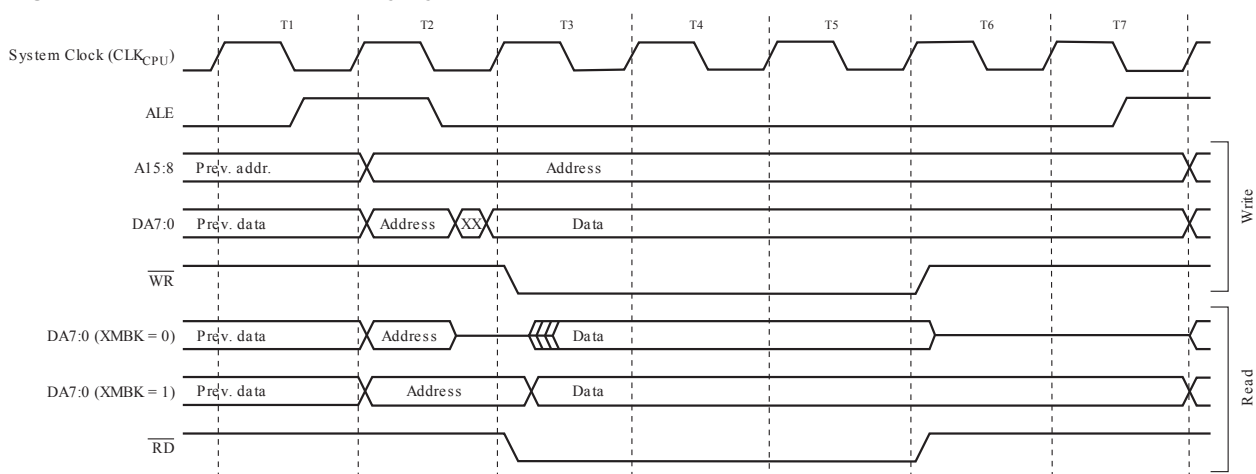 T1 T2 T3 T4 T5 T6 T7
System Clock (CLKCPU)
ALE
A15:8 Prev. addr. Address
DA7:0 Prev. data Address XX Data
WR
Write
DA7:0 (XMBK = 0) Prev. data Address Data
DA7:0 (XMBK = 1) Prev. data Address Data
RD
Read